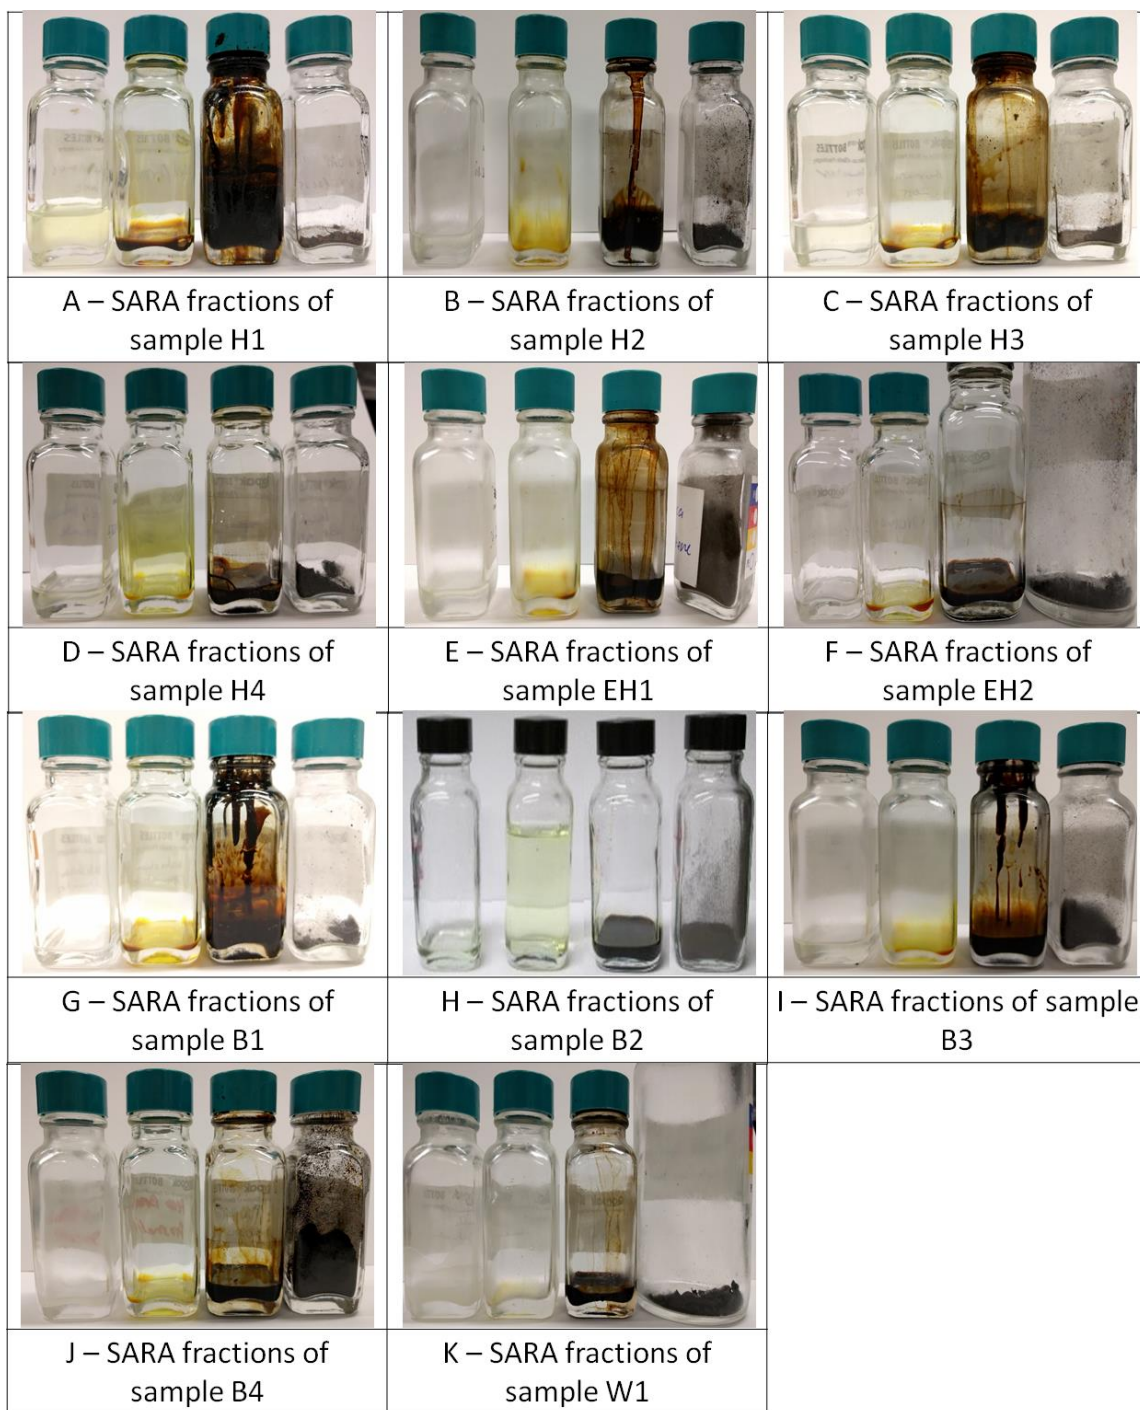 A – SARA fractions of
sample H1
B – SARA fractions of
sample H2
C – SARA fractions of
sample H3
D – SARA fractions of
sample H4
E – SARA fractions of
sample EH1
F – SARA fractions of
sample EH2
G – SARA fractions of
sample B1
H – SARA fractions of
sample B2
I – SARA fractions of sample
B3
J – SARA fractions of
sample B4
K – SARA fractions of
sample W1